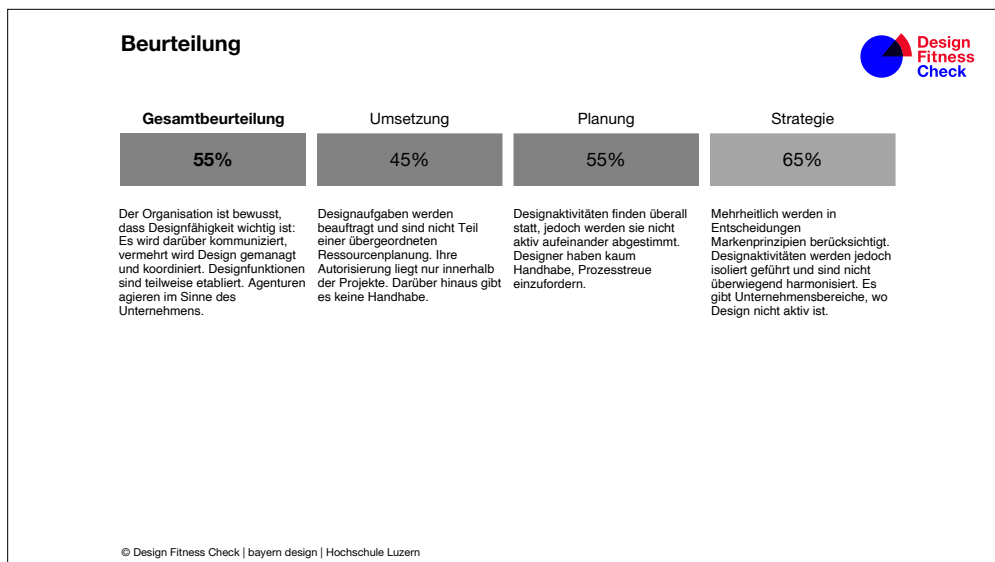 Beurteilung
Design
Fitness
Check
Gesamtbeurteilung
55%
Der Organisation ist bewusst,
dass Designfähigkeit wichtig ist:
Es wird darüber kommuniziert,
vermehrt wird Design gemanagt
und koordiniert. Designfunktionen
sind teilweise etabliert. Agenturen
agieren im Sinne des
Unternehmens.
Umsetzung
45%
Designaufgaben werden
beauftragt und sind nicht Teil
einer übergeordneten
Ressourcenplanung. Ihre
Autorisierung liegt nur innerhalb
der Projekte. Darüber hinaus gibt
es keine Handhabe.
Planung
55%
Designaktivitäten finden überall
statt, jedoch werden sie nicht
aktiv aufeinander abgestimmt.
Designer haben kaum
Handhabe, Prozesstreue
einzufordern.
Strategie
65%
Mehrheitlich werden in
Entscheidungen
Markenprinzipien berücksichtigt.
Designaktivitäten werden jedoch
isoliert geführt und sind nicht
überwiegend harmonisiert. Es
gibt Unternehmensbereiche, wo
Design nicht aktiv ist.
© Design Fitness Check | bayern design | Hochschule Luzern